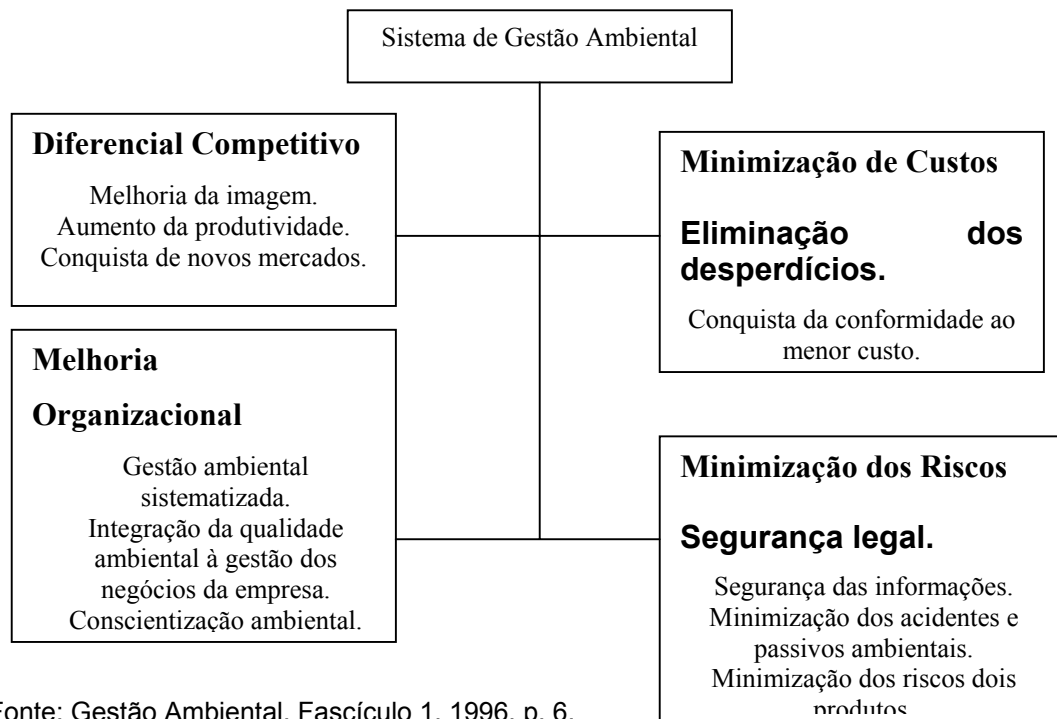 Sistema de Gestão Ambiental
Diferencial Competitivo
Melhoria da imagem.
Aumento da produtividade.
Conquista de novos mercados.
Minimização de Custos
Eliminação dos
desperdícios.
Conquista da conformidade ao
menor custo.
Melhoria
Organizacional
Gestão ambiental
sistematizada.
Integração da qualidade
ambiental à gestão dos
negócios da empresa.
Conscientização ambiental.
Minimização dos Riscos
Segurança legal.
Segurança das informações.
Minimização dos acidentes e
passivos ambientais.
Minimização dos riscos dois
produtos
Fonte: Gestão Ambiental, Fascículo 1, 1996, p. 6.